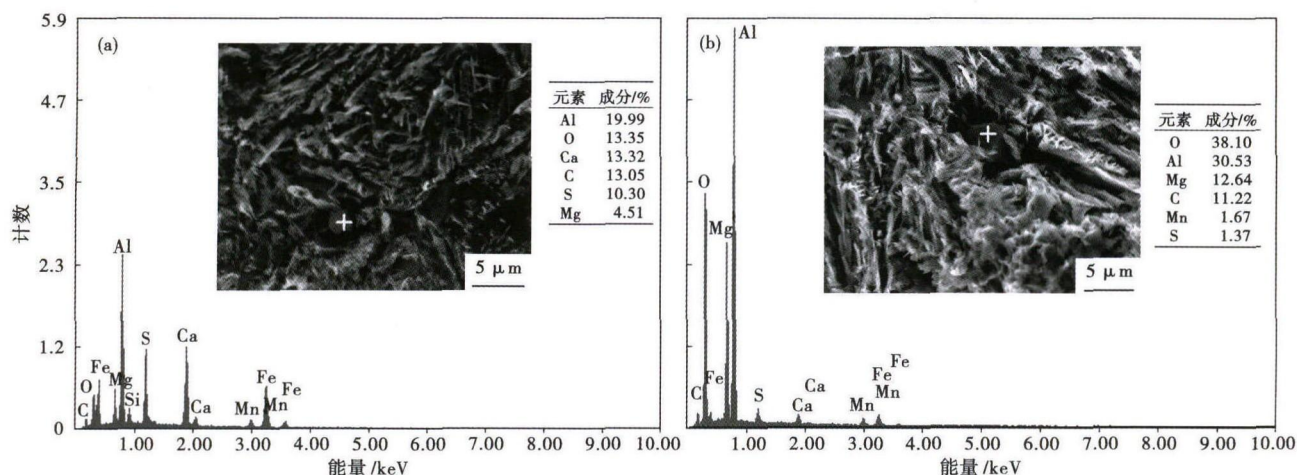 (a)
5.9
4.7
3.5
2.3
1.2
0
计数
元素 成分/%
Al 19.99
O 13.35
Ca 13.32
C 13.05
S 10.30
Mg 4.51
5 μm
Al
S
Ca
O
Fe
Mg
C
Si
Ca
Mn
Fe
Mn
Fe
1.00 2.00 3.00 4.00 5.00 6.00 7.00 8.00 9.00 10.00
能量/keV
(b)
Al
元素 成分/%
O 38.10
Al 30.53
Mg 12.64
C 11.22
Mn 1.67
S 1.37
5 μm
O
Mg
C
Fe
S
Ca
Ca
Mn
Fe
Fe
Mn
1.00 2.00 3.00 4.00 5.00 6.00 7.00 8.00 9.00 10.00
能量/keV